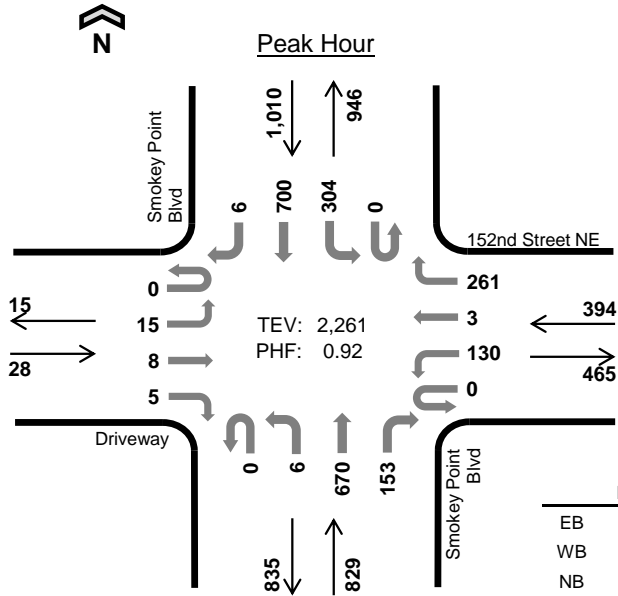 N
Peak Hour
1,010
946
Smokey Point
Blvd
6
700
304
0
152nd Street NE
0
15
8
5
15
28
TEV: 2,261
PHF: 0.92
261
3
130
0
394
465
Driveway
0
6
670
153
Smokey Point
Blvd
835
829
EB
WB
NB